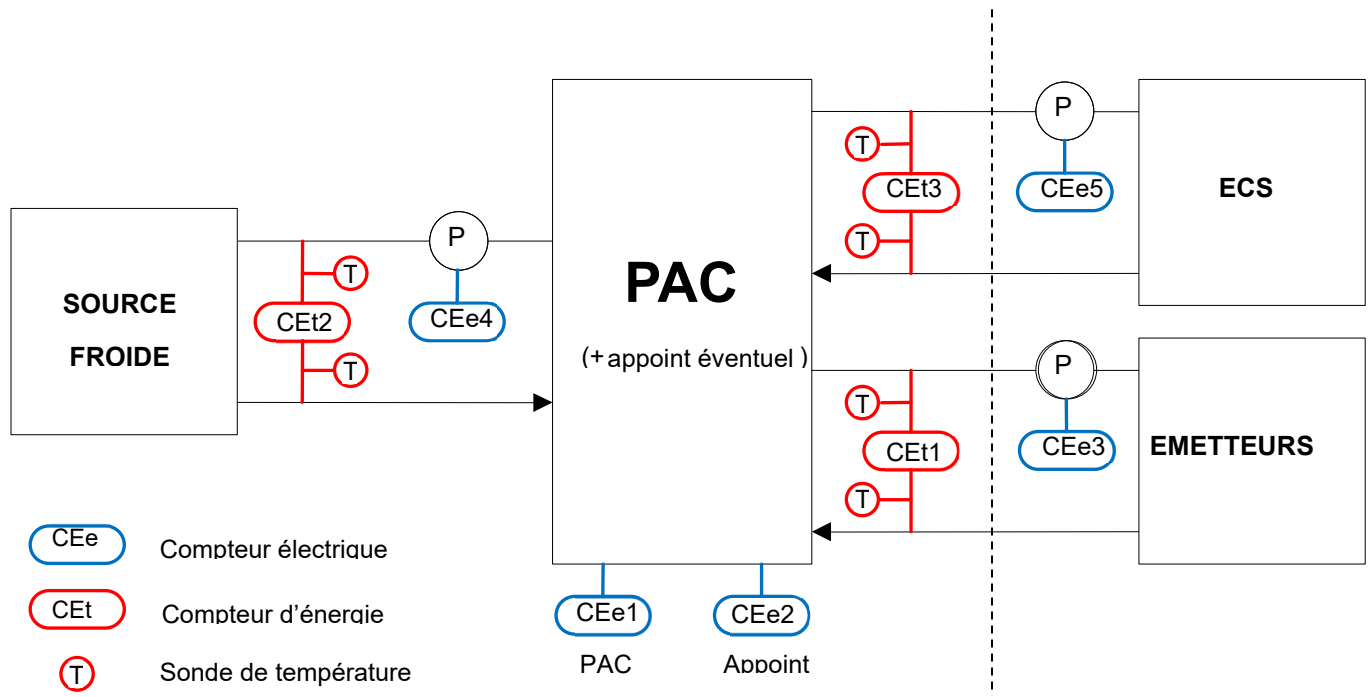 P
T
CEt3
T
CEe5
ECS
P
T
CEt2
T
CEe4
SOURCE
FROIDE
PAC
(+ appoint éventuel )
P
T
CEt1
T
CEe3
EMETTEURS
CEe
Compteur électrique
CEt
Compteur d'énergie
T
Sonde de température
CEe1
PAC
CEe2
Appoint